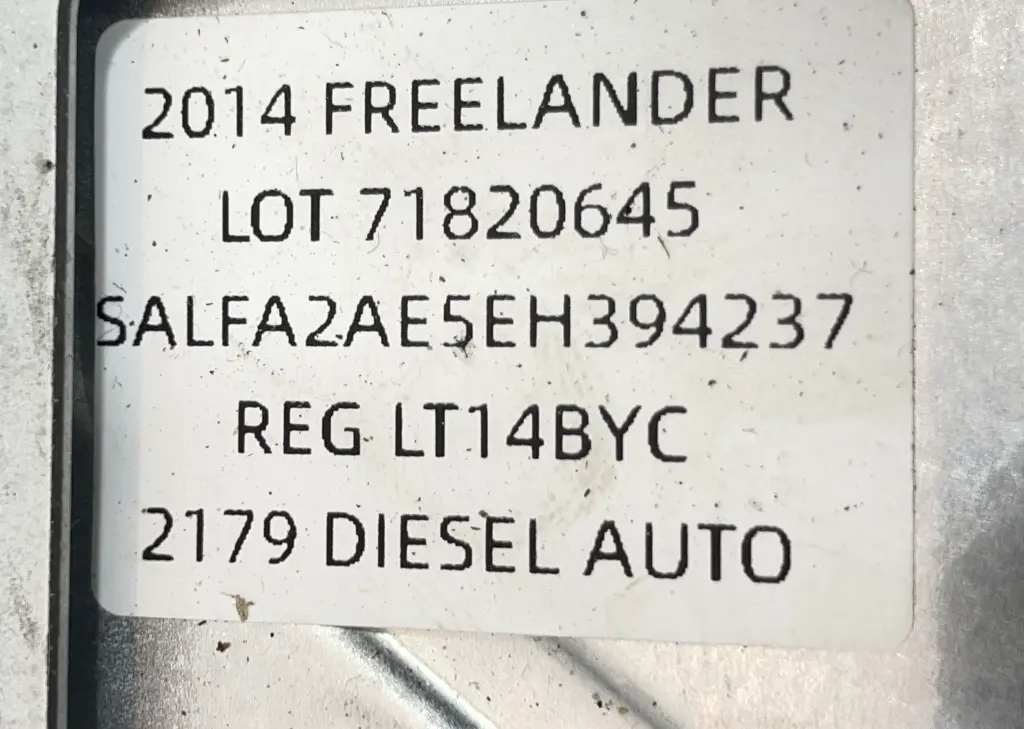 2014 FREELANDER
LOT 71820645
SALFA2AE5EH394237
REG LT14BYC
2179 DIESEL AUTO